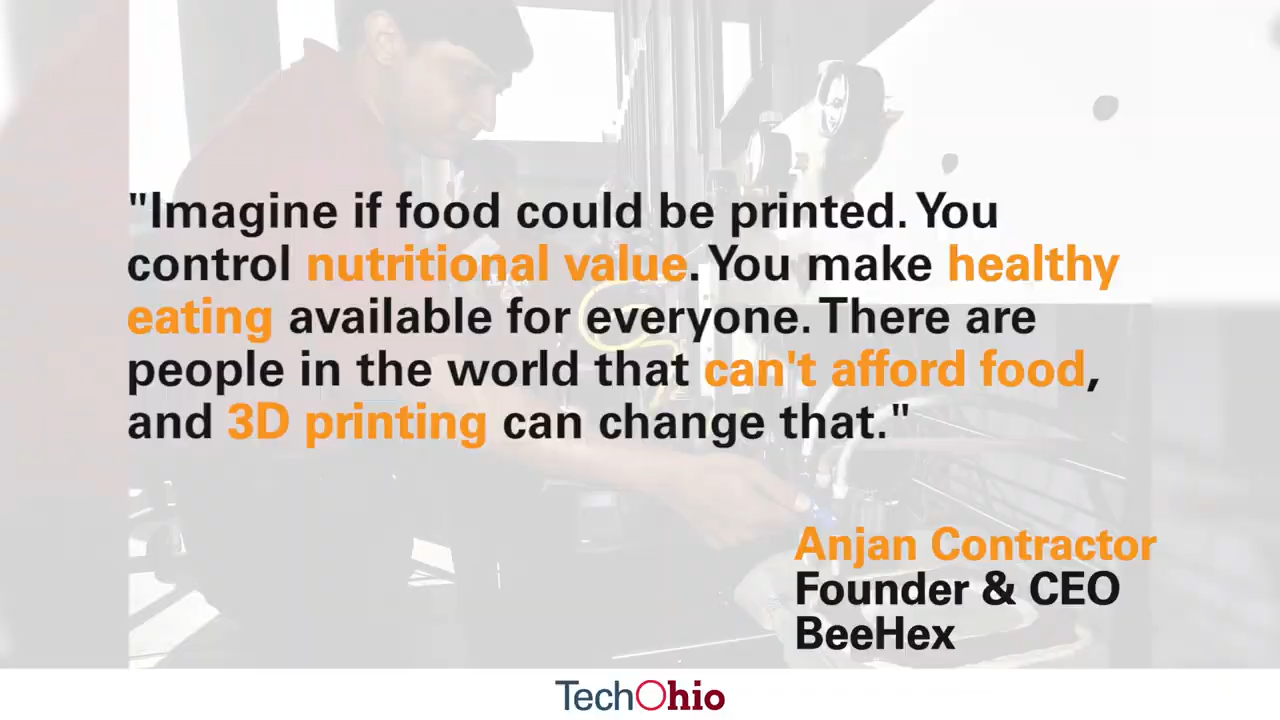 "Imagine if food could be printed. You
control nutritional value. You make healthy
eating available for everyone. There are
people in the world that can't afford food,
and 3D printing can change that."
Anjan Contractor
Founder & CEO
BeeHex
TechOhio